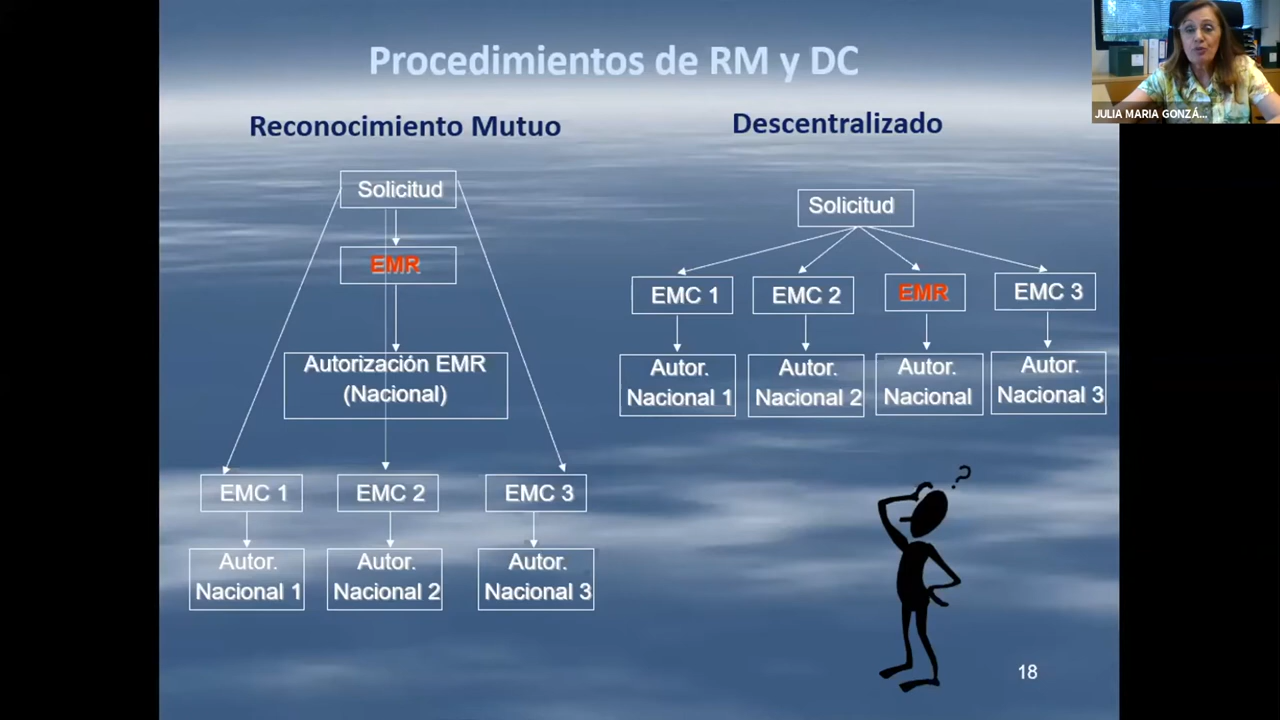 Procedimientos de RM y DC
Reconocimiento Mutuo
Solicitud
EMR
Autorización EMR
(Nacional)
EMC 1
EMC 2
EMC 3
Autor.
Nacional 1
Autor.
Nacional 2
Autor.
Nacional 3
Descentralizado
Solicitud
EMC 1
EMC 2
EMR
EMC 3
Autor.
Nacional 1
Autor.
Nacional 2
Autor.
Nacional
Autor.
Nacional 3
?
18
JULIA MARIA GONZÁ...